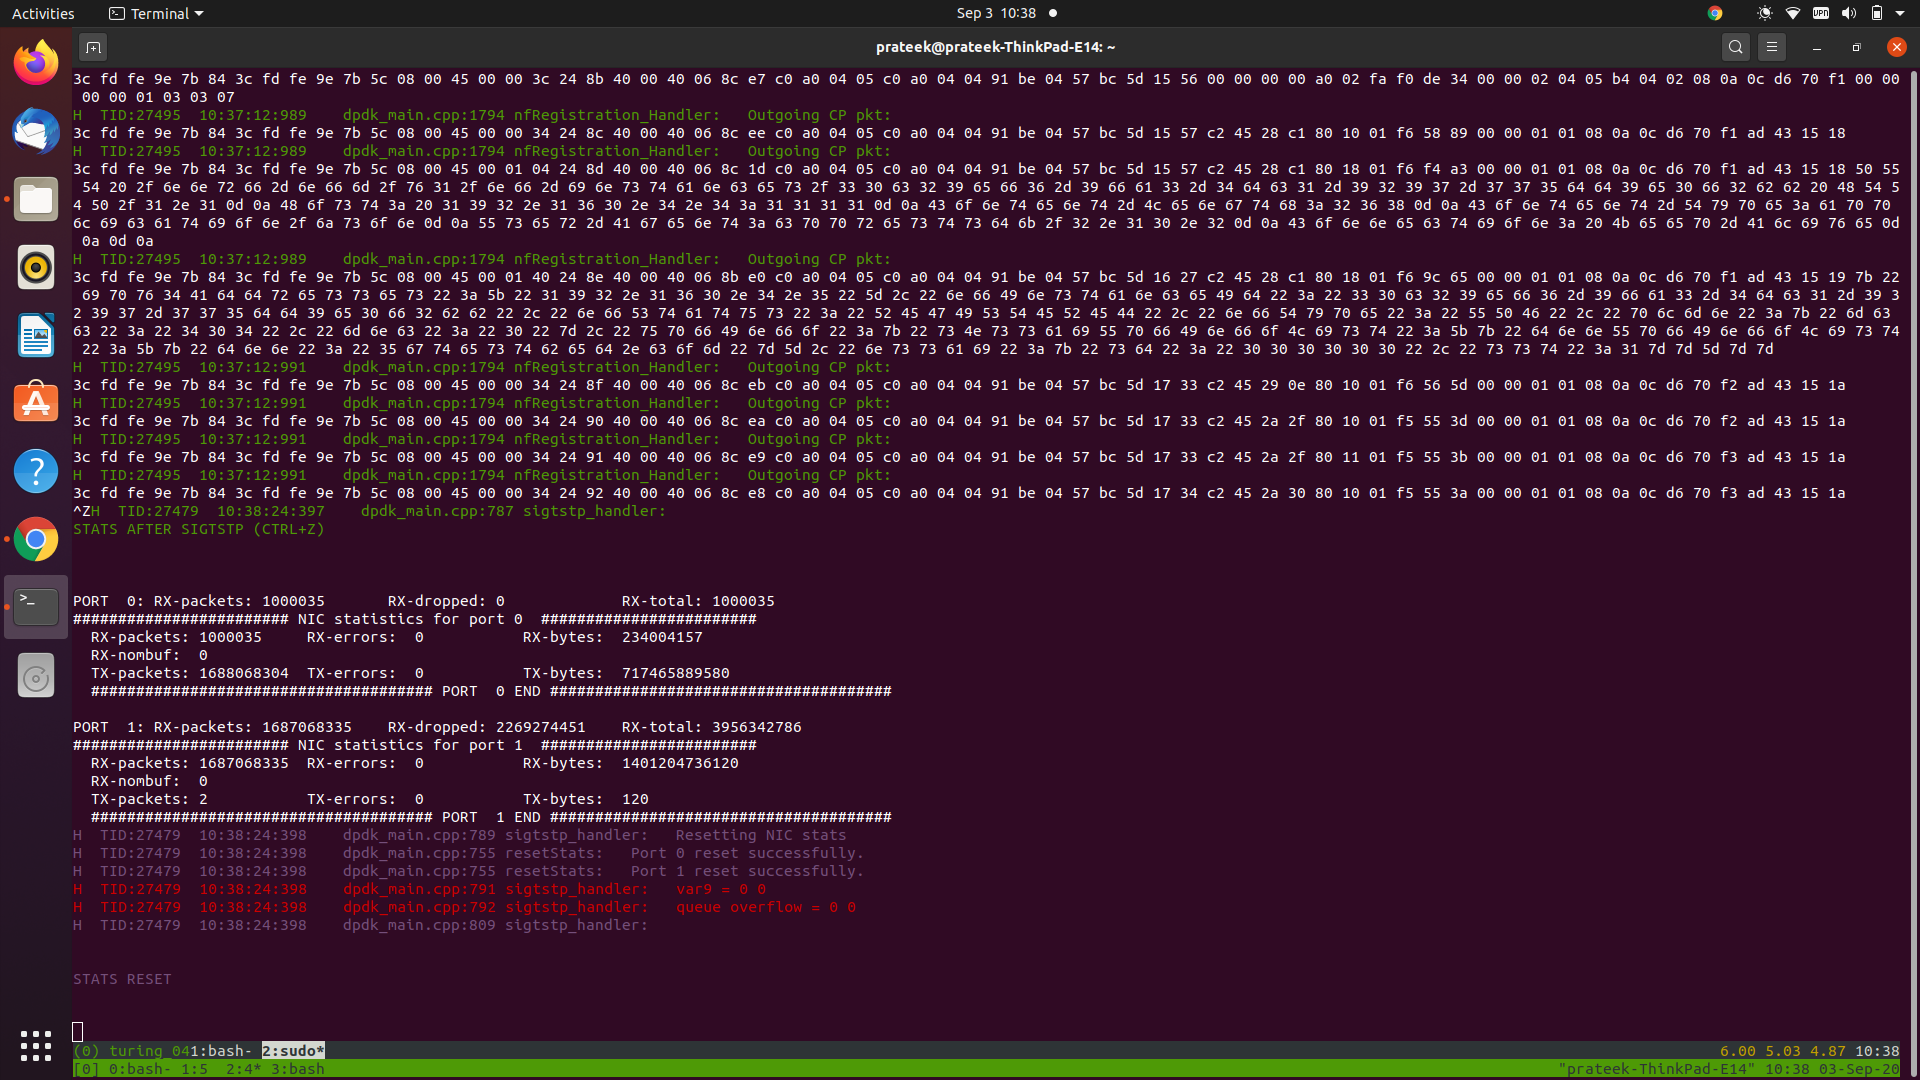 Activities
Terminal
Sep 3 10:38
VPN
prateek@prateek-ThinkPad-E14: ~
3c fd fe 9e 7b 84 3c fd fe 9e 7b 5c 08 00 45 00 00 3c 24 8b 40 00 40 06 8c e7 c0 a0 04 05 c0 a0 04 04 91 be 04 57 bc 5d 15 56 00 00 00 00 a0 02 fa f0 de 34 00 00 02 04 05 b4 04 02 08 0a 0c d6 70 f1 00 00
00 00 01 03 03 07
H  TID:27495  10:37:12:989    dpdk_main.cpp:1794 nfRegistration_Handler:   Outgoing CP pkt:
3c fd fe 9e 7b 84 3c fd fe 9e 7b 5c 08 00 45 00 00 34 24 8c 40 00 40 06 8c ee c0 a0 04 05 c0 a0 04 04 91 be 04 57 bc 5d 15 57 c2 45 28 c1 80 10 01 f6 58 89 00 00 01 01 08 0a 0c d6 70 f1 ad 43 15 18
H  TID:27495  10:37:12:989    dpdk_main.cpp:1794 nfRegistration_Handler:   Outgoing CP pkt:
3c fd fe 9e 7b 84 3c fd fe 9e 7b 5c 08 00 45 00 01 04 24 8d 40 00 40 06 8c 1d c0 a0 04 05 c0 a0 04 04 91 be 04 57 bc 5d 15 57 c2 45 28 c1 80 18 01 f6 f4 a3 00 00 01 01 08 0a 0c d6 70 f1 ad 43 15 18 50 55
54 20 2f 6e 6e 72 66 2d 6e 66 6d 2f 76 31 2f 6e 66 2d 69 6e 73 74 61 6e 63 65 73 2f 33 30 63 32 39 65 66 36 2d 39 66 61 33 2d 34 64 63 31 2d 39 32 39 37 2d 37 37 35 64 64 39 65 30 66 32 62 62 20 48 54 5
4 50 2f 31 2e 31 0d 0a 48 6f 73 74 3a 20 31 39 32 2e 31 36 30 2e 34 2e 34 3a 31 31 31 31 0d 0a 43 6f 6e 74 65 6e 74 2d 4c 65 6e 67 74 68 3a 32 36 38 0d 0a 43 6f 6e 74 65 6e 74 2d 54 79 70 65 3a 61 70 70
6c 69 63 61 74 69 6f 6e 2f 6a 73 6f 6e 0d 0a 55 73 65 72 2d 41 67 65 6e 74 3a 63 70 70 72 65 73 74 73 64 6b 2f 32 2e 31 30 2e 32 0d 0a 43 6f 6e 6e 65 63 74 69 6f 6e 3a 20 4b 65 65 70 2d 41 6c 69 76 65 0d
0a 0d 0a
H  TID:27495  10:37:12:989    dpdk_main.cpp:1794 nfRegistration_Handler:   Outgoing CP pkt:
3c fd fe 9e 7b 84 3c fd fe 9e 7b 5c 08 00 45 00 01 40 24 8e 40 00 40 06 8b e0 c0 a0 04 05 c0 a0 04 04 91 be 04 57 bc 5d 16 27 c2 45 28 c1 80 18 01 f6 9c 65 00 00 01 01 08 0a 0c d6 70 f1 ad 43 15 19 7b 22
69 70 76 34 41 64 64 72 65 73 73 65 73 22 3a 5b 22 31 39 32 2e 31 36 30 2e 34 2e 35 22 5d 2c 22 6e 66 49 6e 73 74 61 6e 63 65 49 64 22 3a 22 33 30 63 32 39 65 66 36 2d 39 66 61 33 2d 34 64 63 31 2d 39 3
2 39 37 2d 37 37 35 64 64 39 65 30 66 32 62 62 22 2c 22 6e 66 53 74 61 74 75 73 22 3a 22 52 45 47 49 53 54 45 52 45 44 22 2c 22 6e 66 54 79 70 65 22 3a 22 55 50 46 22 2c 22 70 6c 6d 6e 22 3a 7b 22 6d 63
63 22 3a 22 34 30 34 22 2c 22 6d 6e 63 22 3a 22 30 22 7d 2c 22 75 70 66 49 6e 66 6f 22 3a 7b 22 73 4e 73 73 61 69 55 70 66 49 6e 66 6f 4c 69 73 74 22 3a 5b 7b 22 64 6e 6e 55 70 66 49 6e 66 6f 4c 69 73 74
22 3a 5b 7b 22 64 6e 6e 22 3a 22 35 67 74 65 73 74 62 65 64 2e 63 6f 6d 22 7d 5d 2c 22 6e 73 73 61 69 22 3a 7b 22 73 64 22 3a 22 30 30 30 30 30 30 22 2c 22 73 73 74 22 3a 31 7d 7d 5d 7d 7d
H  TID:27495  10:37:12:991    dpdk_main.cpp:1794 nfRegistration_Handler:   Outgoing CP pkt:
3c fd fe 9e 7b 84 3c fd fe 9e 7b 5c 08 00 45 00 00 34 24 8f 40 00 40 06 8c eb c0 a0 04 05 c0 a0 04 04 91 be 04 57 bc 5d 17 33 c2 45 29 0e 80 10 01 f6 56 5d 00 00 01 01 08 0a 0c d6 70 f2 ad 43 15 1a
H  TID:27495  10:37:12:991    dpdk_main.cpp:1794 nfRegistration_Handler:   Outgoing CP pkt:
3c fd fe 9e 7b 84 3c fd fe 9e 7b 5c 08 00 45 00 00 34 24 90 40 00 40 06 8c ea c0 a0 04 05 c0 a0 04 04 91 be 04 57 bc 5d 17 33 c2 45 2a 2f 80 10 01 f5 55 3d 00 00 01 01 08 0a 0c d6 70 f2 ad 43 15 1a
H  TID:27495  10:37:12:991    dpdk_main.cpp:1794 nfRegistration_Handler:   Outgoing CP pkt:
3c fd fe 9e 7b 84 3c fd fe 9e 7b 5c 08 00 45 00 00 34 24 91 40 00 40 06 8c e9 c0 a0 04 05 c0 a0 04 04 91 be 04 57 bc 5d 17 33 c2 45 2a 2f 80 11 01 f5 55 3b 00 00 01 01 08 0a 0c d6 70 f3 ad 43 15 1a
H  TID:27495  10:37:12:991    dpdk_main.cpp:1794 nfRegistration_Handler:   Outgoing CP pkt:
3c fd fe 9e 7b 84 3c fd fe 9e 7b 5c 08 00 45 00 00 34 24 92 40 00 40 06 8c e8 c0 a0 04 05 c0 a0 04 04 91 be 04 57 bc 5d 17 34 c2 45 2a 30 80 10 01 f5 55 3a 00 00 01 01 08 0a 0c d6 70 f3 ad 43 15 1a
^ZH  TID:27479  10:38:24:397    dpdk_main.cpp:787 sigtstp_handler:
STATS AFTER SIGTSTP (CTRL+Z)
PORT  0: RX-packets: 1000035       RX-dropped: 0             RX-total: 1000035
######################## NIC statistics for port 0  ########################
RX-packets: 1000035     RX-errors:  0           RX-bytes:  234004157
RX-nombuf:  0
TX-packets: 1688068304  TX-errors:  0           TX-bytes:  717465889580
###################################### PORT  0 END ######################################
PORT  1: RX-packets: 1687068335    RX-dropped: 2269274451    RX-total: 3956342786
######################## NIC statistics for port 1  ########################
RX-packets: 1687068335  RX-errors:  0           RX-bytes:  1401204736120
RX-nombuf:  0
TX-packets: 2           TX-errors:  0           TX-bytes:  120
###################################### PORT  1 END ######################################
H  TID:27479  10:38:24:398    dpdk_main.cpp:789 sigtstp_handler:   Resetting NIC stats
H  TID:27479  10:38:24:398    dpdk_main.cpp:755 resetStats:   Port 0 reset successfully.
H  TID:27479  10:38:24:398    dpdk_main.cpp:755 resetStats:   Port 1 reset successfully.
H  TID:27479  10:38:24:398    dpdk_main.cpp:791 sigtstp_handler:   var9 = 0 0
H  TID:27479  10:38:24:398    dpdk_main.cpp:792 sigtstp_handler:   queue overflow = 0 0
H  TID:27479  10:38:24:398    dpdk_main.cpp:809 sigtstp_handler:
STATS RESET
(0) turing_041:bash- 2:sudo* 6.00 5.03 4.87 10:38
[0] 0:bash- 1:5  2:4* 3:bash "prateek-ThinkPad-E14" 10:38 03-Sep-20